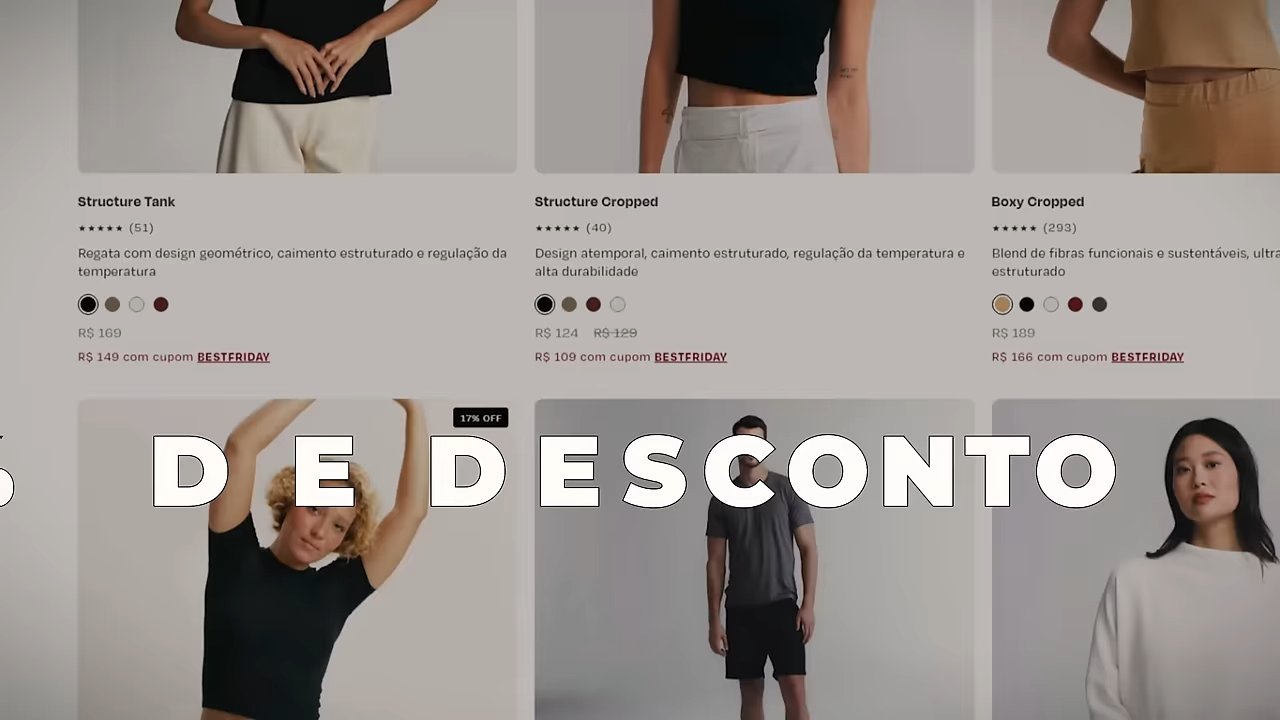 Structure Tank
★★★★★ (51)
Regata com design geométrico, caimento estruturado e regulação da
temperatura
R$ 169
R$ 149 com cupom BESTFRIDAY
Structure Cropped
★★★★★ (40)
Design atemporal, caimento estruturado, regulação da temperatura e
alta durabilidade
R$ 124 R$ 129
R$ 109 com cupom BESTFRIDAY
Boxy Cropped
★★★★★ (293)
Blend de fibras funcionais e sustentáveis, ultra
estruturado
R$ 189
R$ 166 com cupom BESTFRIDAY
17% OFF
% DE DESCONTO